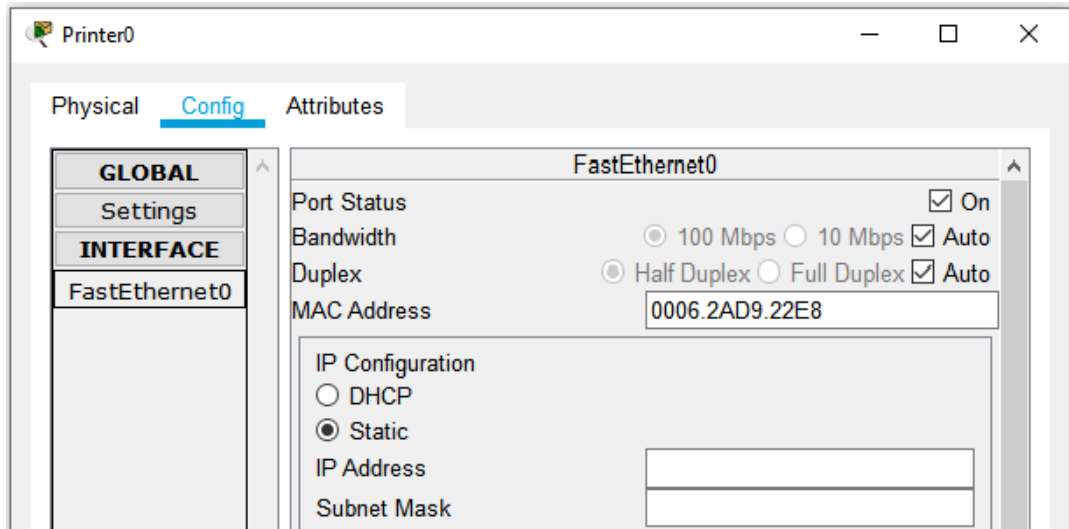 Printer0
Physical Config Attributes
GLOBAL
Settings
INTERFACE
FastEthernet0
FastEthernet0
Port Status On
Bandwidth 100 Mbps 10 Mbps Auto
Duplex Half Duplex Full Duplex Auto
MAC Address 0006.2AD9.22E8
IP Configuration
DHCP
Static
IP Address
Subnet Mask